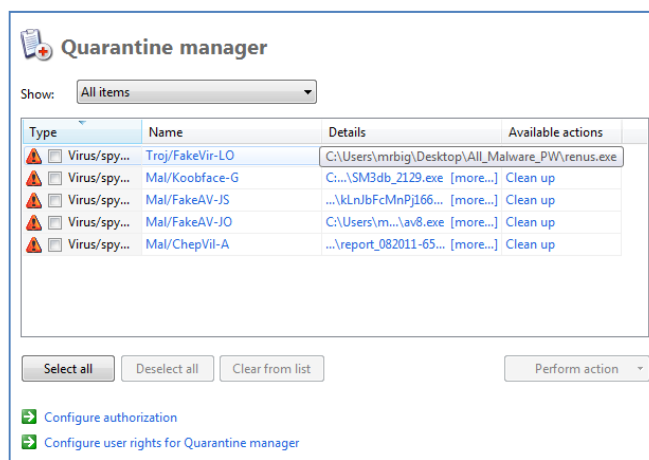 Quarantine manager
Show: All items
Type Name Details Available actions
Virus/spy... Troj/FakeVir-LO C:\Users\mrbig\Desktop\All_Malware_PW\renus.exe
Virus/spy... Mal/Koobface-G C:...\SM3db_2129.exe [more...] Clean up
Virus/spy... Mal/FakeAV-JS ...\kLnJbFcMnPj166... [more...] Clean up
Virus/spy... Mal/FakeAV-JO C:\Users\m...\av8.exe [more...] Clean up
Virus/spy... Mal/ChepVil-A ...\report_082011-65... [more...] Clean up
Select all Deselect all Clear from list Perform action
Configure authorization
Configure user rights for Quarantine manager